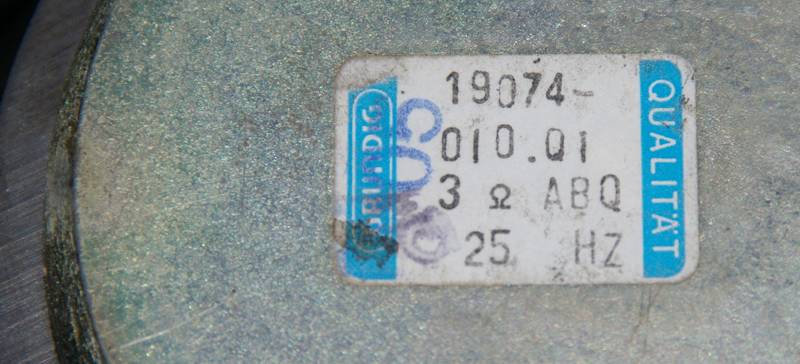 GRUNDIG
19074-
010.01
3 Ω ABQ
25 HZ
QUALITÄT